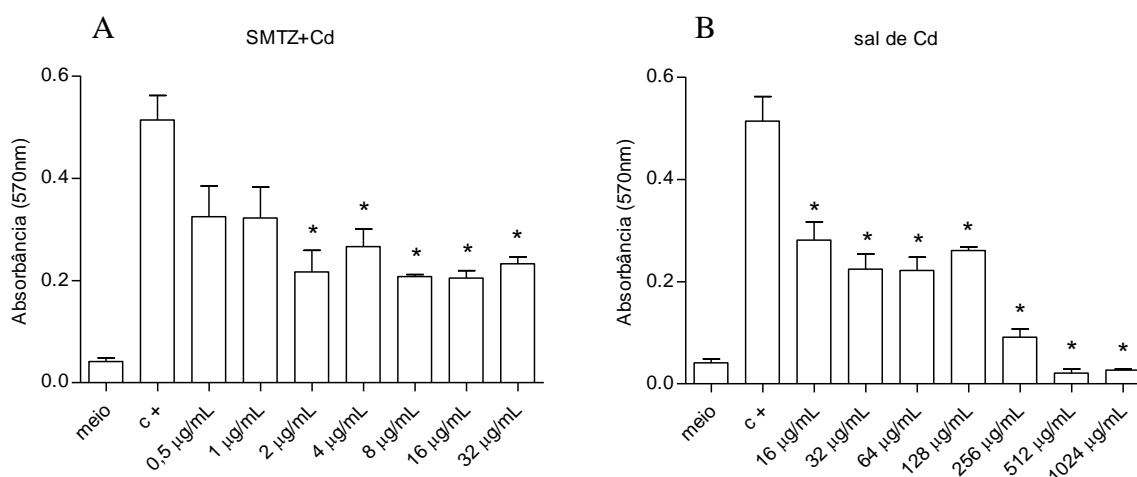 A
SMTZ+Cd
Absorbância (570nm)
0.6
0.4
0.2
0.0
* * * * *
meio
c +
0,5 µg/mL
1 µg/mL
2 µg/mL
4 µg/mL
8 µg/mL
16 µg/mL
32 µg/mL
B
sal de Cd
Absorbância (570nm)
0.6
0.4
0.2
0.0
* * * * * * *
meio
c +
16 µg/mL
32 µg/mL
64 µg/mL
128 µg/mL
256 µg/mL
512 µg/mL
1024 µg/mL